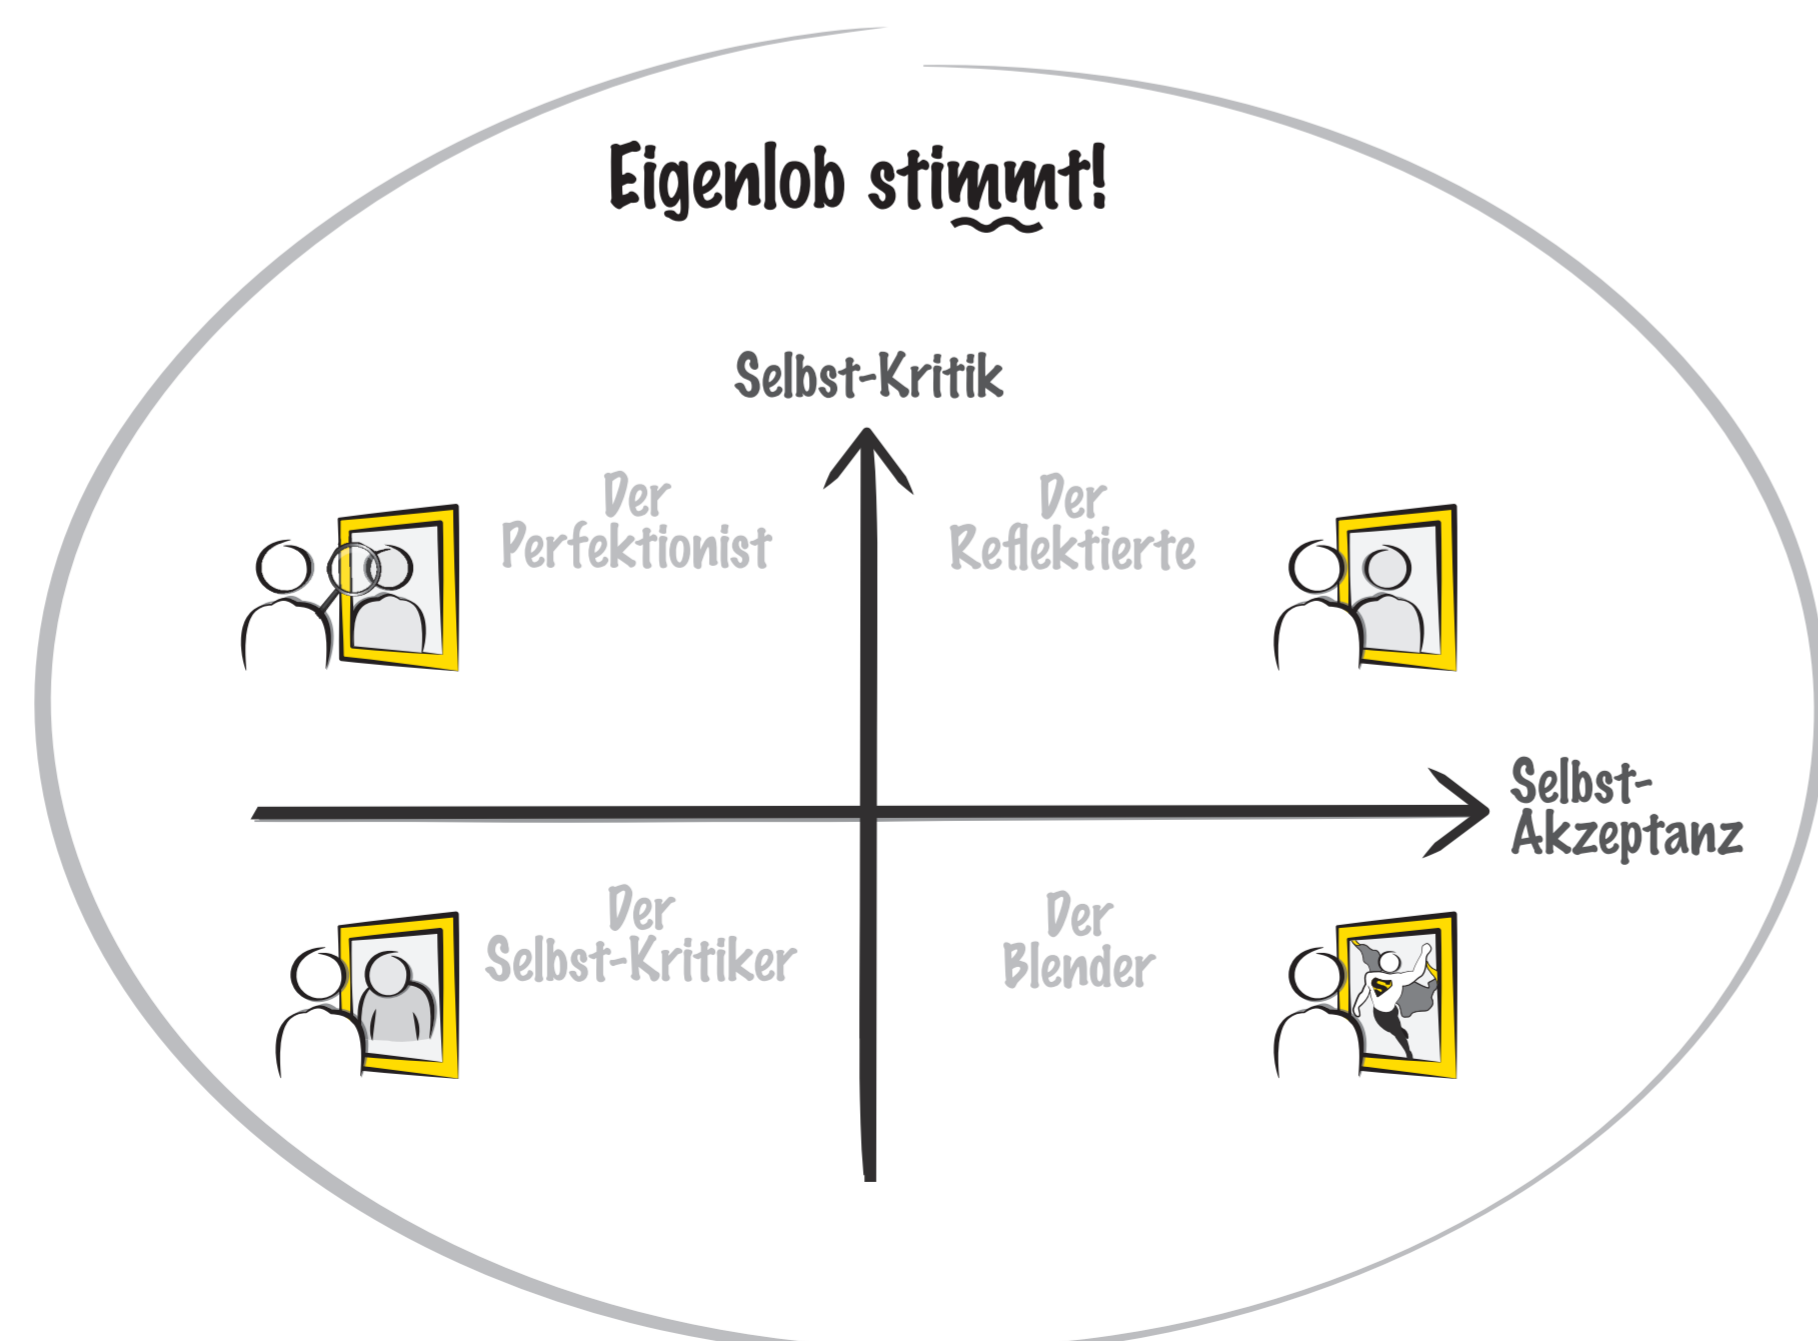 Eigenlob stimmt!
Selbst-Kritik
Der
Perfektionist
Der
Reflektierte
Selbst-
Akzeptanz
Der
Selbst-Kritiker
Der
Blender